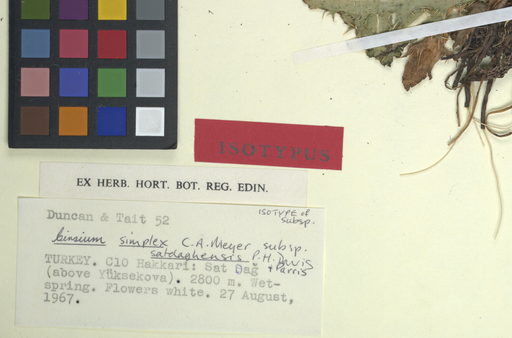 ISOTYPUS
EX HERB. HORT. BOT. REG. EDIN.
Duncan & Tait 52
ISOTYPE of
subsp.
Cirsium simplex C.A.Meyer subsp.
satdaghensis P.H.Davis
& Parris
TURKEY. C10 Hakkari: Sat Dağ
(above Yüksekova). 2800 m. Wet-
spring. Flowers white. 27 August,
1967.